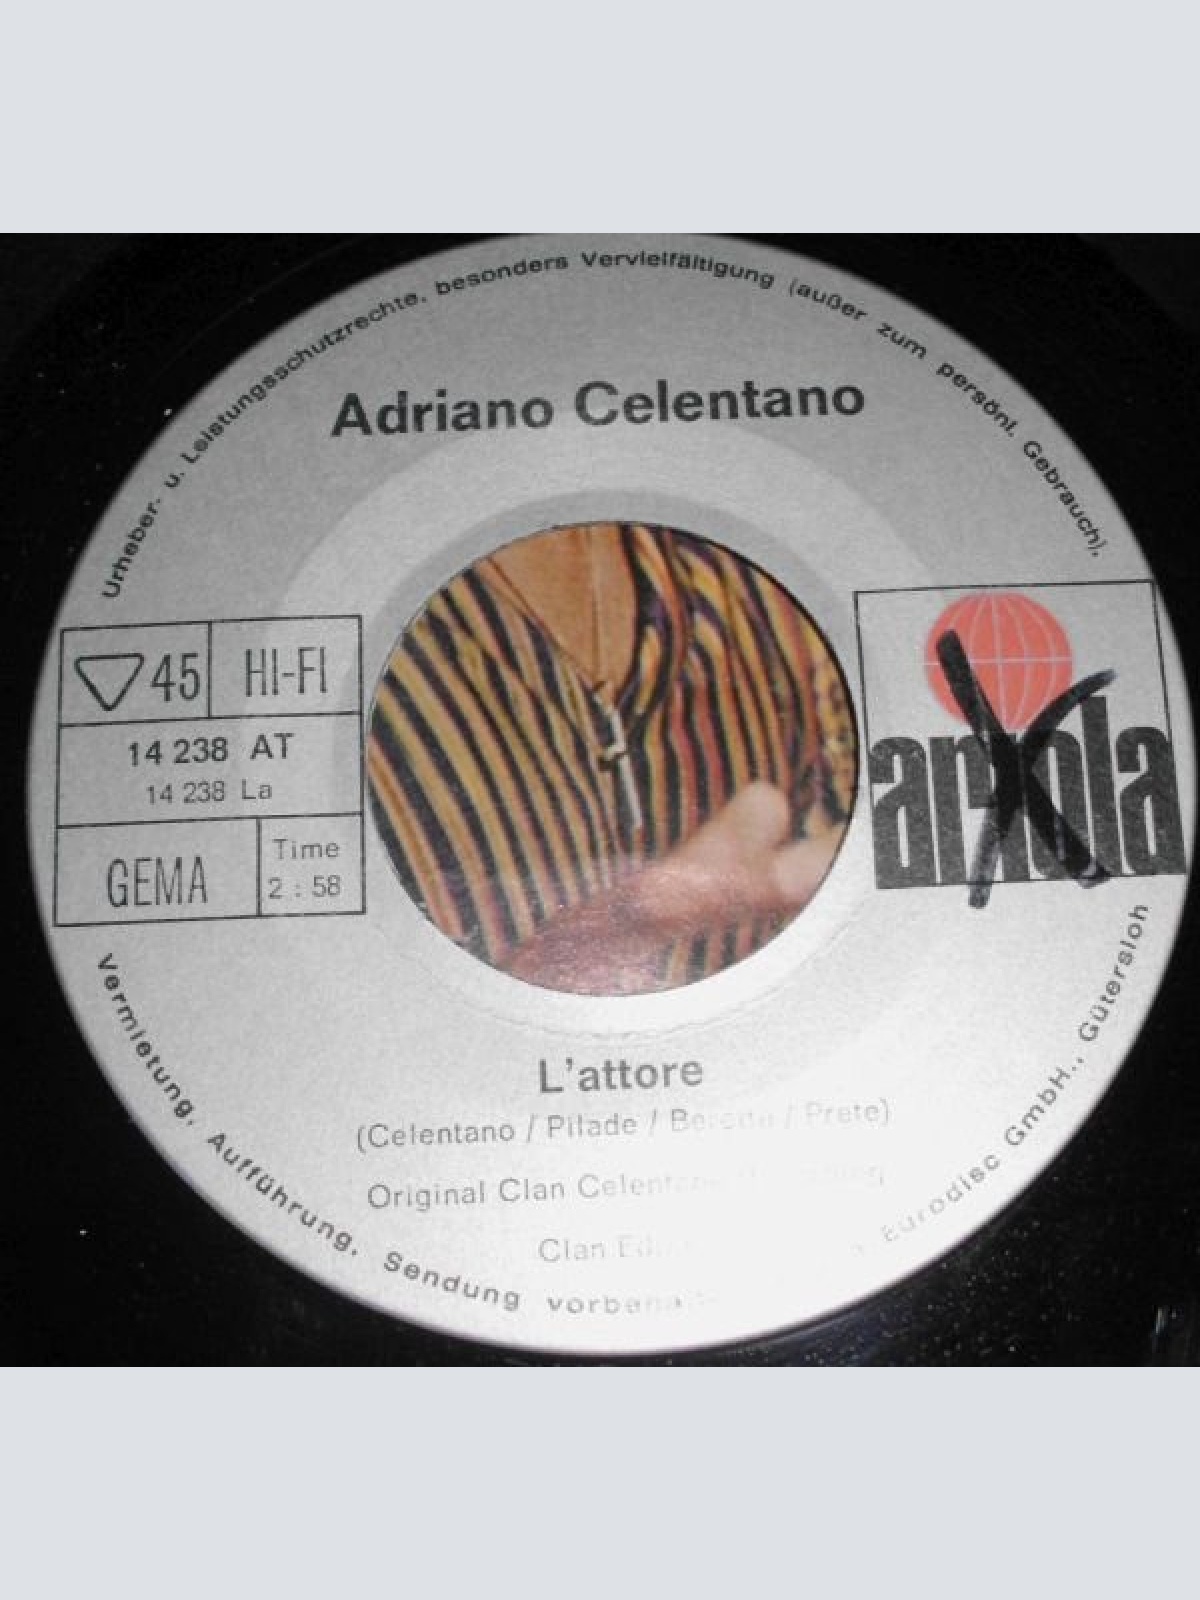 Urheber- u. Leistungsschutzrechte, besonders Vervielfältigung (außer zum persönl. Gebrauch),
Adriano Celentano
45 HI-FI
14 238 AT
14 238 La
GEMA
Time
2 : 58
ariola
L'attore
(Celentano / Pilade / / Prete)
Original Clan
Clan
Vermietung, Aufführung, Sendung
Eurodisc GmbH., Gütersloh